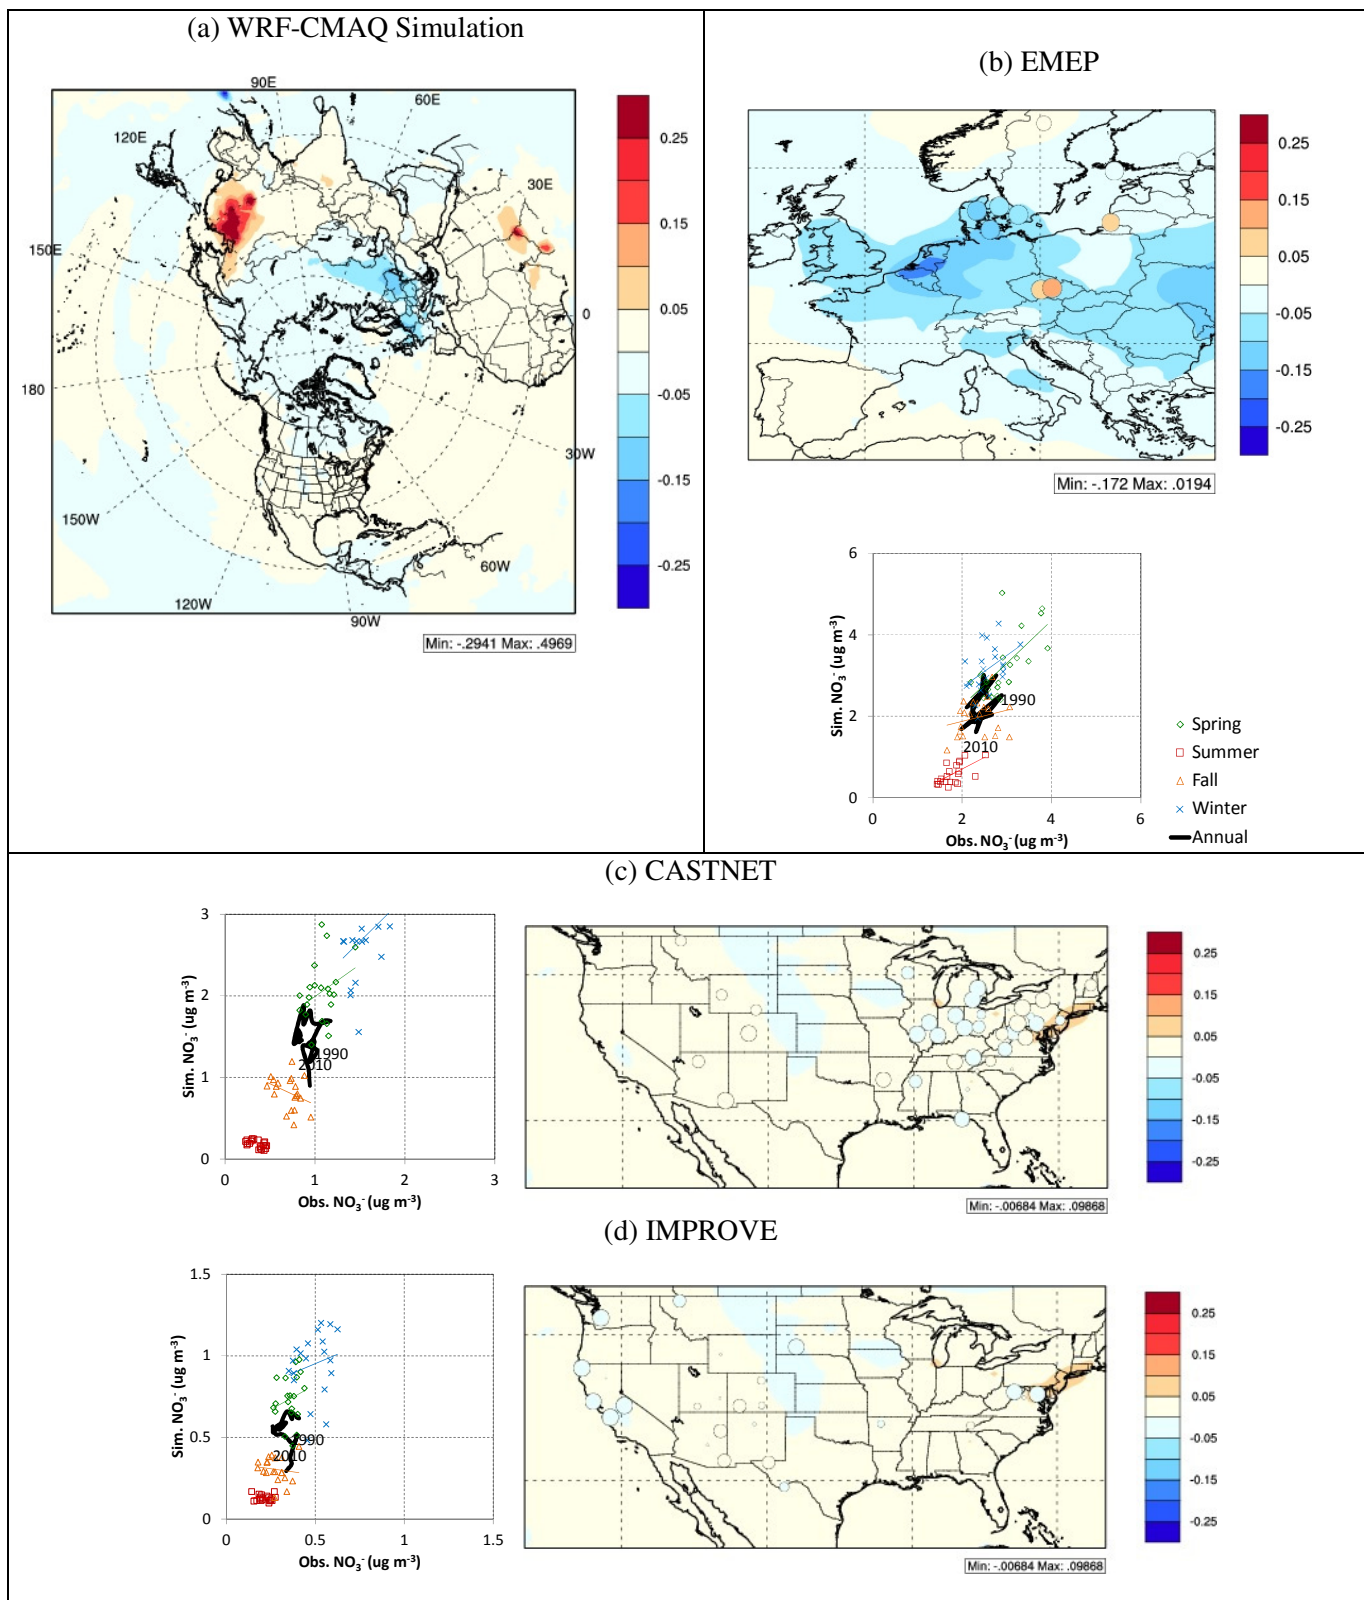 (a) WRF-CMAQ Simulation
90E
60E
120E
30E
150E
0
180
30W
150W
60W
120W
90W
0.25
0.15
0.05
-0.05
-0.15
-0.25
Min: -.2941 Max: .4969
(b) EMEP
0.25
0.15
0.05
-0.05
-0.15
-0.25
Min: -.172 Max: .0194
6
4
2
0
Sim. NO3- (ug m-3)
1990
2010
0 2 4 6
Obs. NO3- (ug m-3)
Spring
Summer
Fall
Winter
Annual
(c) CASTNET
3
2
1
0
Sim. NO3- (ug m-3)
1990
2010
0 1 2 3
Obs. NO3- (ug m-3)
0.25
0.15
0.05
-0.05
-0.15
-0.25
Min: -.00684 Max: .09868
(d) IMPROVE
1.5
1
0.5
0
Sim. NO3- (ug m-3)
1990
2010
0 0.5 1 1.5
Obs. NO3- (ug m-3)
0.25
0.15
0.05
-0.05
-0.15
-0.25
Min: -.00684 Max: .09868